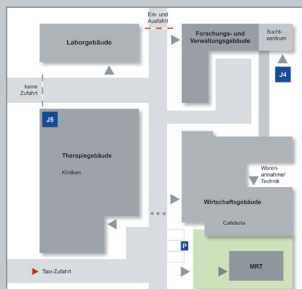 Ein- und
Ausfahrt
Laborgebäude
Forschungs- und
Verwaltungsgebäude
Sucht-
zentrum
J4
keine
Zufahrt
J5
Therapiegebäude
Kliniken
Waren-
annahme/
Technik
Wirtschaftsgebäude
Cafeteria
P
MRT
Taxi-Zufahrt